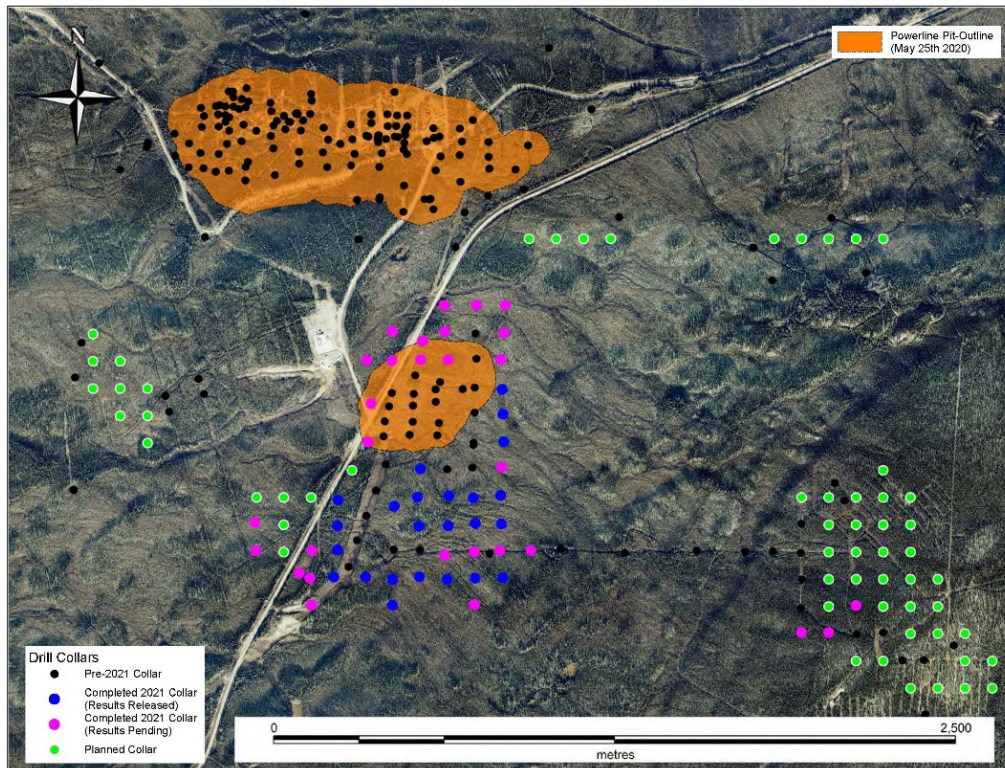 N
Powerline Pit-Outline
(May 25th 2020)
Drill Collars
Pre-2021 Collar
Completed 2021 Collar
(Results Released)
Completed 2021 Collar
(Results Pending)
Planned Collar
0
2,500
metres